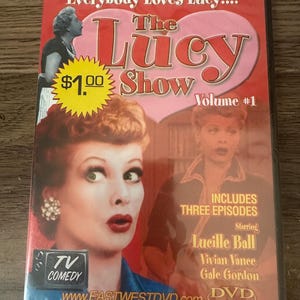 Everybody Loves Lucy....
The
Lucy
Show
$1.00
Volume #1
INCLUDES
THREE EPISODES
Starring
Lucille Ball
Vivian Vance
Gale Gordon
TV
COMEDY
www.EASTWESTDVD.com
DVD